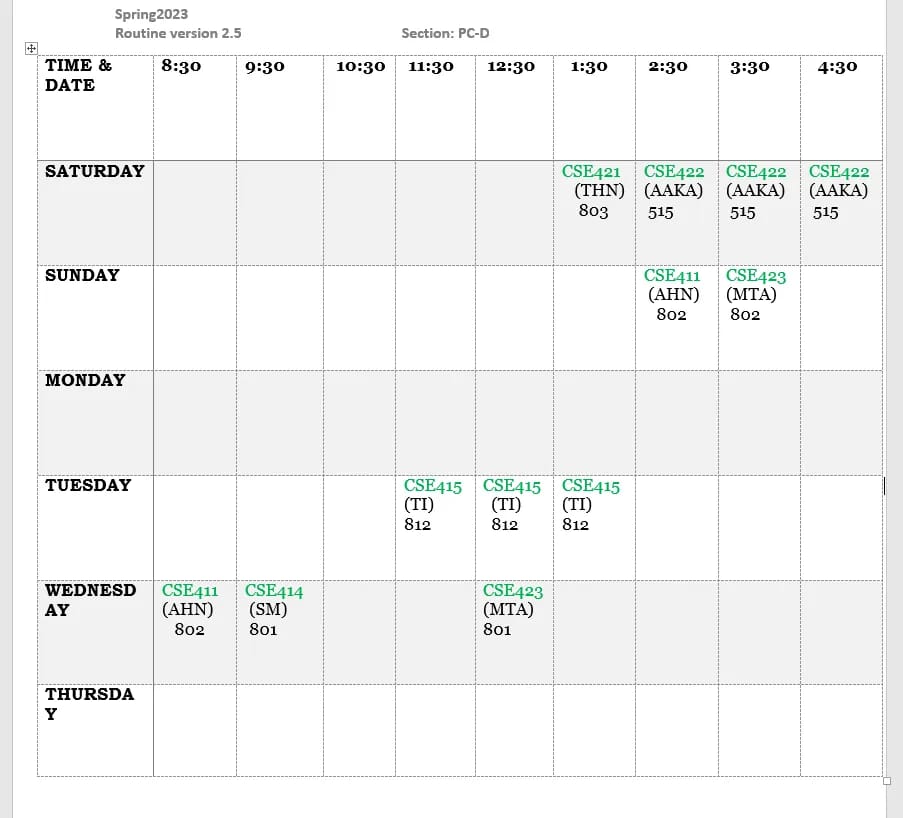 Spring2023
Routine version 2.5 Section: PC-D
TIME & 8:30 9:30 10:30 11:30 12:30 1:30 2:30 3:30 4:30
DATE
SATURDAY CSE421 CSE422 CSE422 CSE422
(THN) (AAKA) (AAKA) (AAKA)
803 515 515 515
SUNDAY CSE411 CSE423
(AHN) (MTA)
802 802
MONDAY
TUESDAY CSE415 CSE415 CSE415
(TI) (TI) (TI)
812 812 812
WEDNESD CSE411 CSE414 CSE423
AY (AHN) (SM) (MTA)
802 801 801
THURSDA
Y